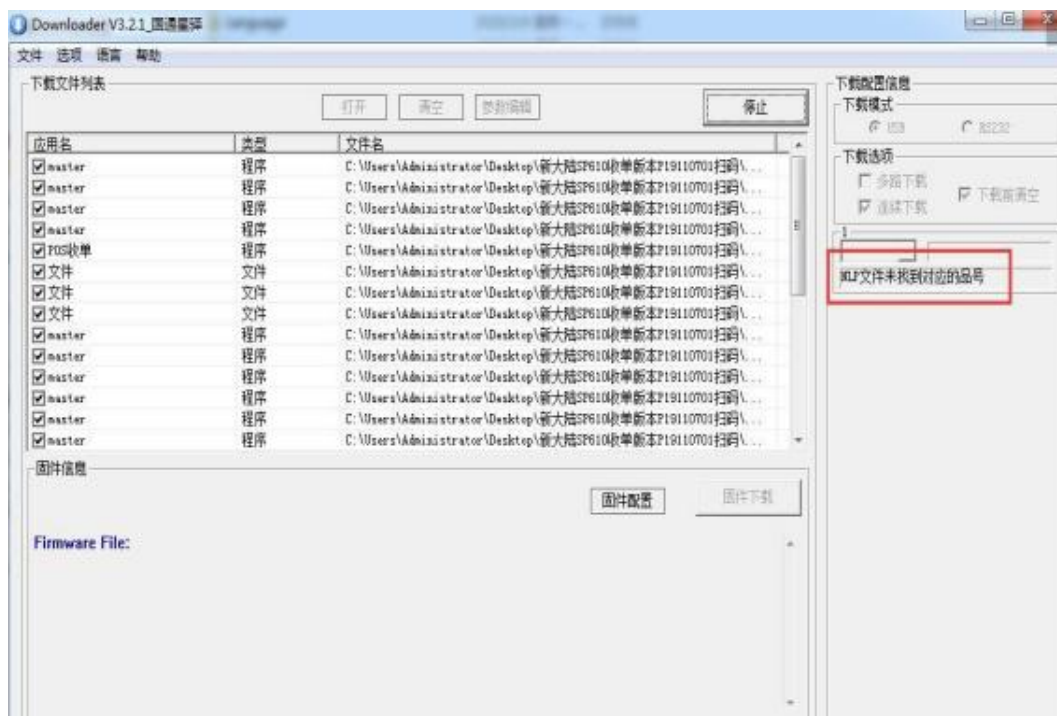 Downloader V3.2.1_国通星驿
文件 选项 语言 帮助
下载文件列表
打开 清空 参数编辑 停止
应用名 类型 文件名
master 程序 C:\Users\Administrator\Desktop\新大陆SP610收单版本P19110701扫码\...
master 程序 C:\Users\Administrator\Desktop\新大陆SP610收单版本P19110701扫码\...
master 程序 C:\Users\Administrator\Desktop\新大陆SP610收单版本P19110701扫码\...
master 程序 C:\Users\Administrator\Desktop\新大陆SP610收单版本P19110701扫码\...
POS收单 程序 C:\Users\Administrator\Desktop\新大陆SP610收单版本P19110701扫码\...
文件 文件 C:\Users\Administrator\Desktop\新大陆SP610收单版本P19110701扫码\...
文件 文件 C:\Users\Administrator\Desktop\新大陆SP610收单版本P19110701扫码\...
文件 文件 C:\Users\Administrator\Desktop\新大陆SP610收单版本P19110701扫码\...
master 程序 C:\Users\Administrator\Desktop\新大陆SP610收单版本P19110701扫码\...
master 程序 C:\Users\Administrator\Desktop\新大陆SP610收单版本P19110701扫码\...
master 程序 C:\Users\Administrator\Desktop\新大陆SP610收单版本P19110701扫码\...
master 程序 C:\Users\Administrator\Desktop\新大陆SP610收单版本P19110701扫码\...
master 程序 C:\Users\Administrator\Desktop\新大陆SP610收单版本P19110701扫码\...
master 程序 C:\Users\Administrator\Desktop\新大陆SP610收单版本P19110701扫码\...
固件信息
固件配置 固件下载
Firmware File:
下载配置信息
下载模式
USB RS232
下载选项
多路下载 下载前清空
连续下载
1
NLP文件未找到对应的品号